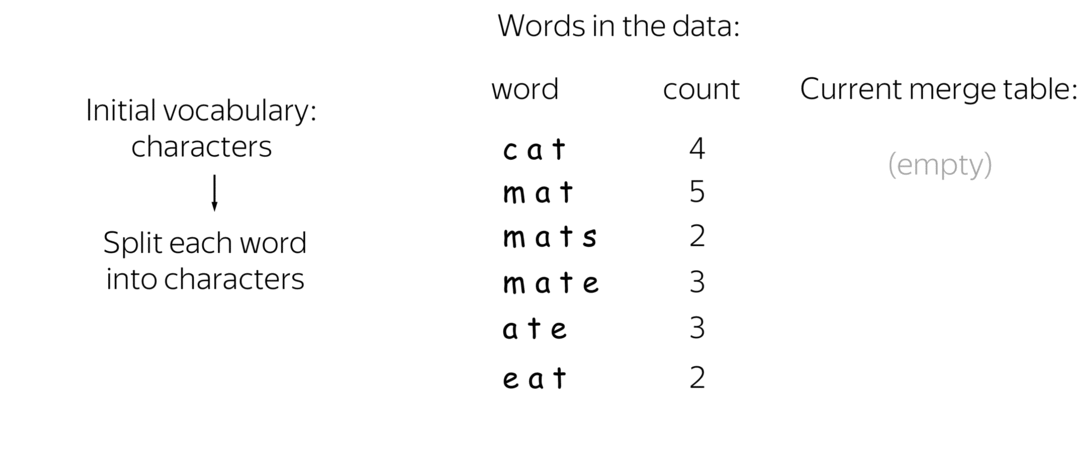 Words in the data:
word count Current merge table:
Initial vocabulary:
characters
Split each word
into characters
c a t 4
m a t 5
m a t s 2
m a t e 3
a t e 3
e a t 2
(empty)